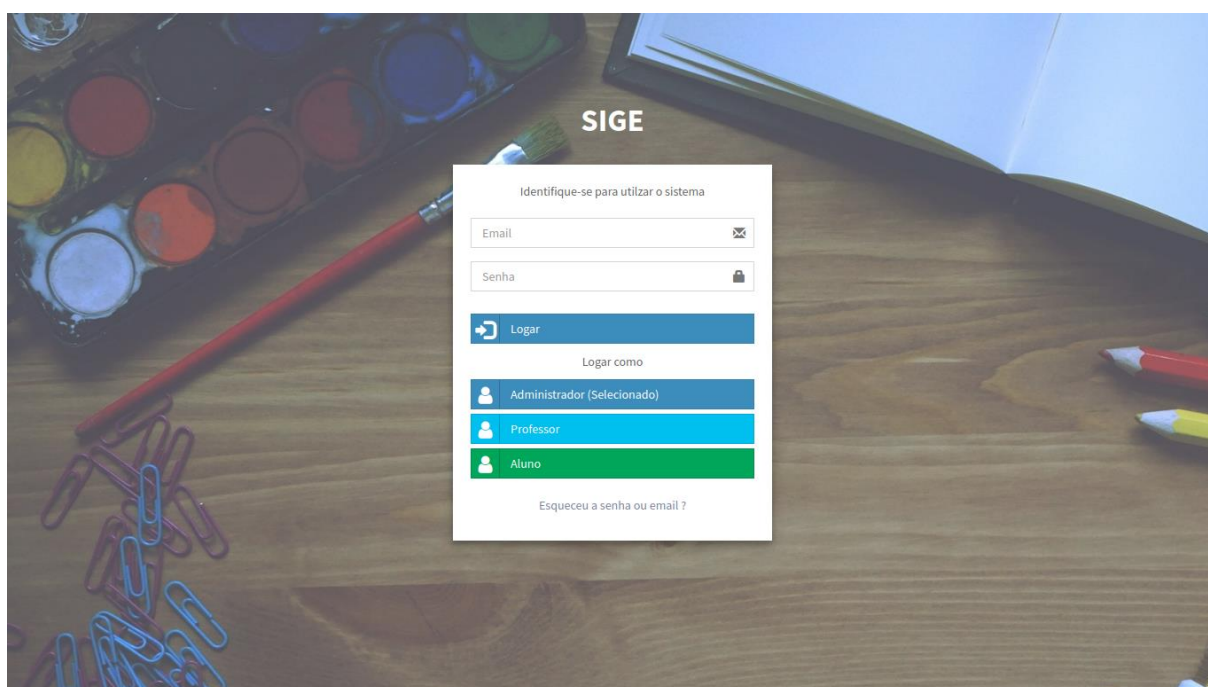 SIGE
Identifique-se para utilzar o sistema
Email
Senha
Logar
Logar como
Administrador (Selecionado)
Professor
Aluno
Esqueceu a senha ou email ?